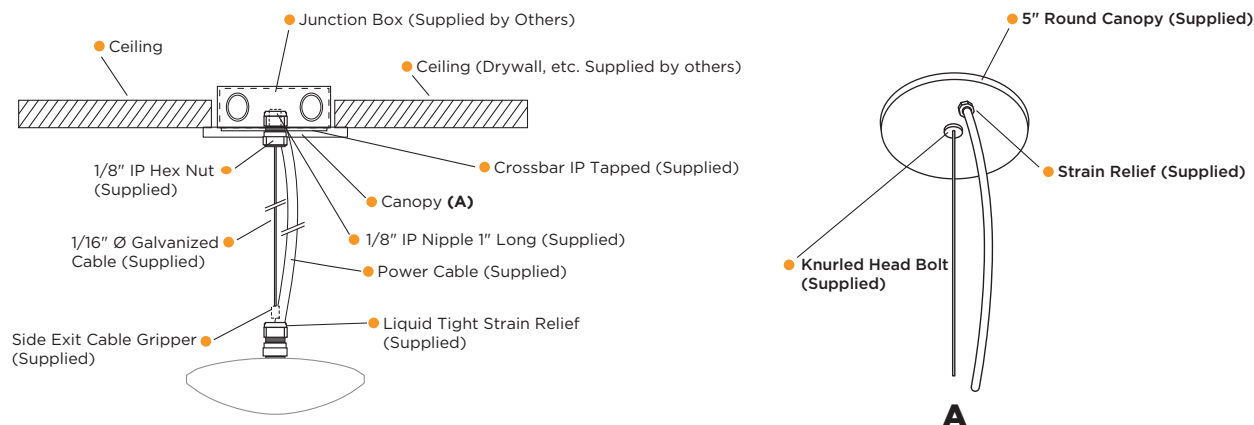 Junction Box (Supplied by Others)
Ceiling
Ceiling (Drywall, etc. Supplied by others)
1/8" IP Hex Nut
(Supplied)
Crossbar IP Tapped (Supplied)
Canopy (A)
1/16" Ø Galvanized
Cable (Supplied)
1/8" IP Nipple 1" Long (Supplied)
Power Cable (Supplied)
Side Exit Cable Gripper
(Supplied)
Liquid Tight Strain Relief
(Supplied)
5" Round Canopy (Supplied)
Strain Relief (Supplied)
Knurled Head Bolt
(Supplied)
A